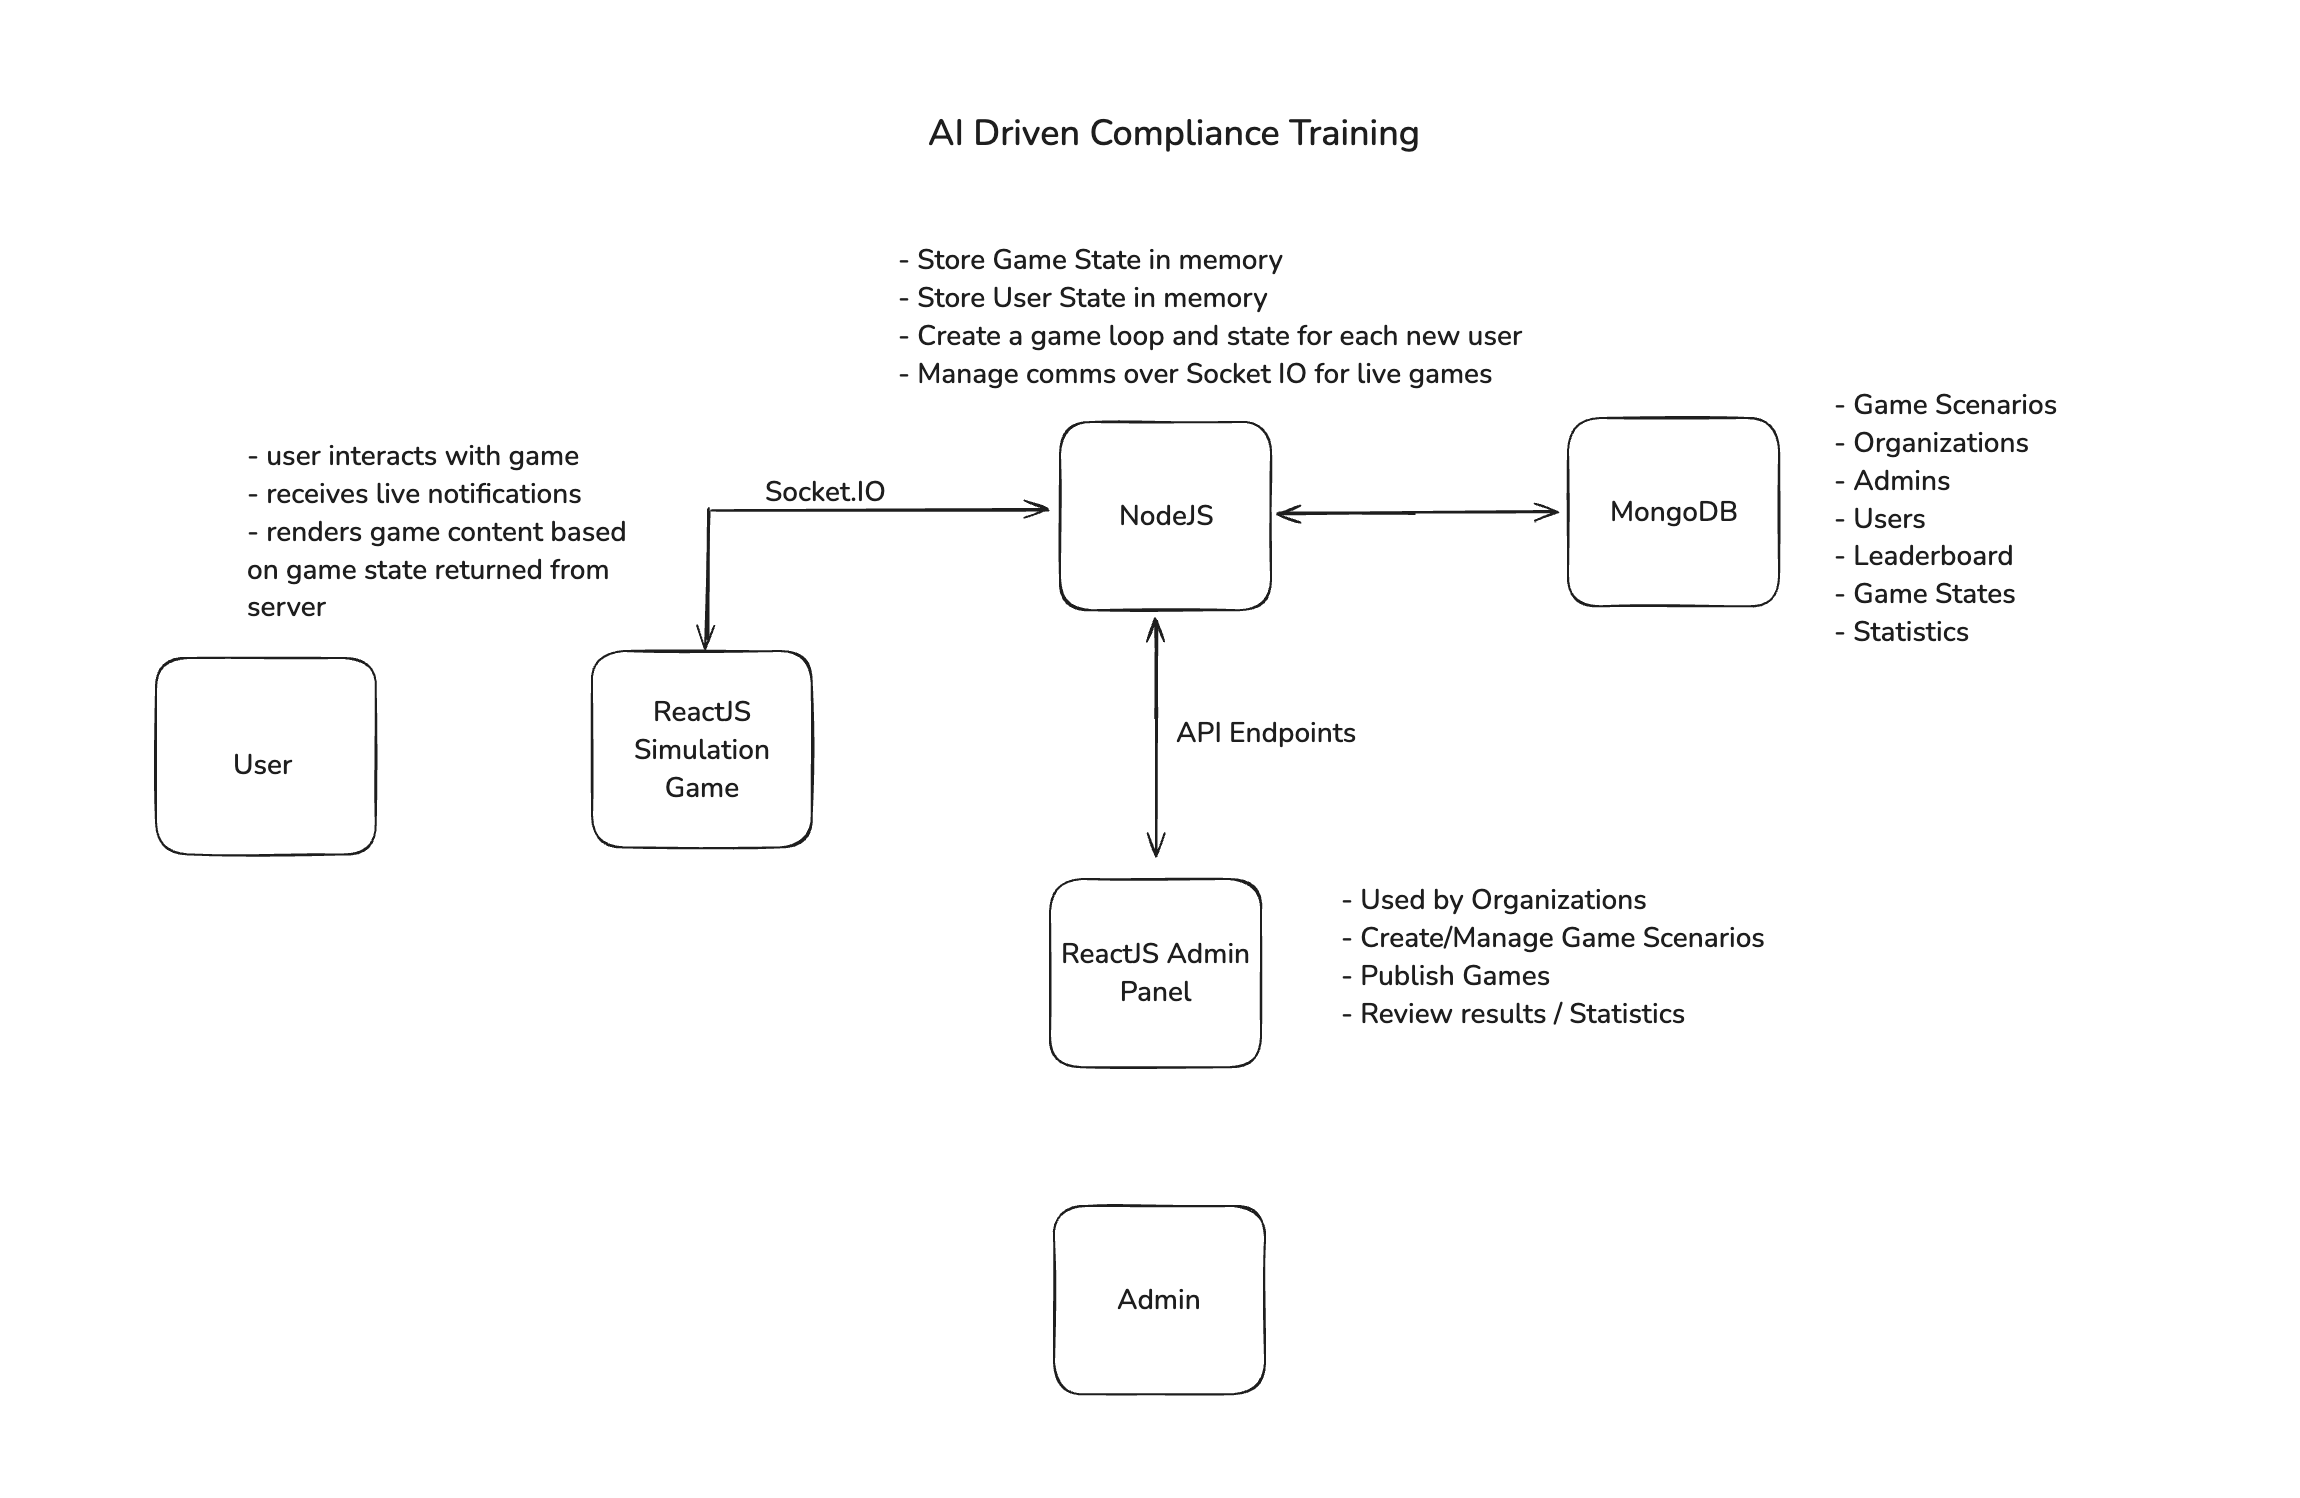 AI Driven Compliance Training
- Store Game State in memory
- Store User State in memory
- Create a game loop and state for each new user
- Manage comms over Socket IO for live games
- user interacts with game
- receives live notifications
- renders game content based
on game state returned from
server
Socket.IO
NodeJS
MongoDB
- Game Scenarios
- Organizations
- Admins
- Users
- Leaderboard
- Game States
- Statistics
User
ReactJS
Simulation
Game
API Endpoints
ReactJS Admin
Panel
- Used by Organizations
- Create/Manage Game Scenarios
- Publish Games
- Review results / Statistics
Admin